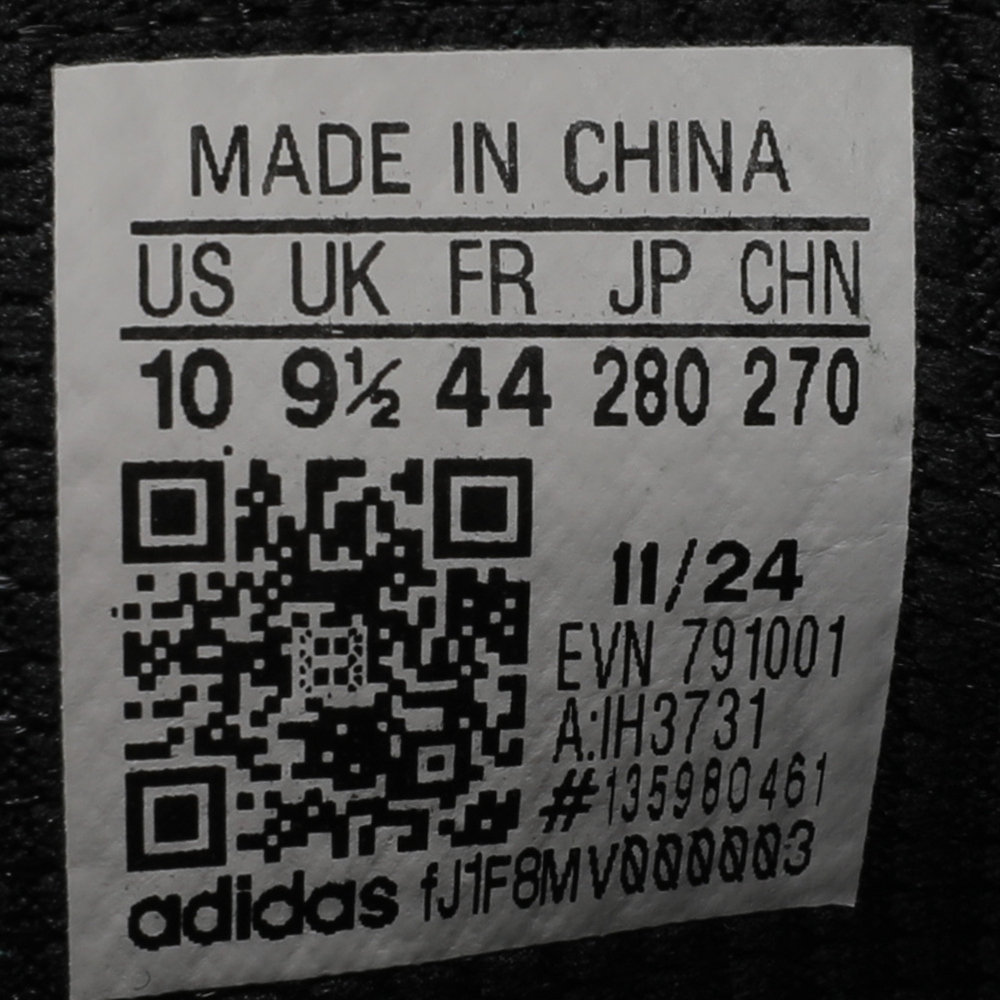 MADE IN CHINA
US UK FR JP CHN
10 9½ 44 280 270
11/24
EVN 791001
A:IH3731
#135980461
adidas fJ1F8MV000003